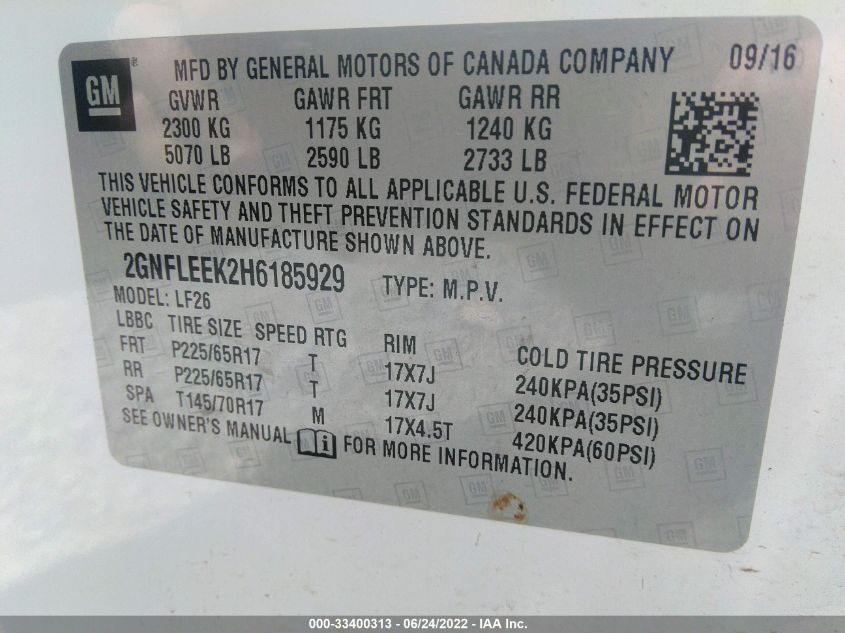 GM ® MFD BY GENERAL MOTORS OF CANADA COMPANY 09/16
GVWR GAWR FRT GAWR RR
2300 KG 1175 KG 1240 KG
5070 LB 2590 LB 2733 LB
THIS VEHICLE CONFORMS TO ALL APPLICABLE U.S. FEDERAL MOTOR
VEHICLE SAFETY AND THEFT PREVENTION STANDARDS IN EFFECT ON
THE DATE OF MANUFACTURE SHOWN ABOVE.
2GNFLEEK2H6185929 TYPE: M.P.V.
MODEL: LF26
LBBC TIRE SIZE SPEED RTG RIM COLD TIRE PRESSURE
FRT P225/65R17 T 17X7J 240KPA(35PSI)
RR P225/65R17 T 17X7J 240KPA(35PSI)
SPA T145/70R17 M 17X4.5T 420KPA(60PSI)
SEE OWNER'S MANUAL FOR MORE INFORMATION.
000-33400313 - 06/24/2022 - IAA Inc.